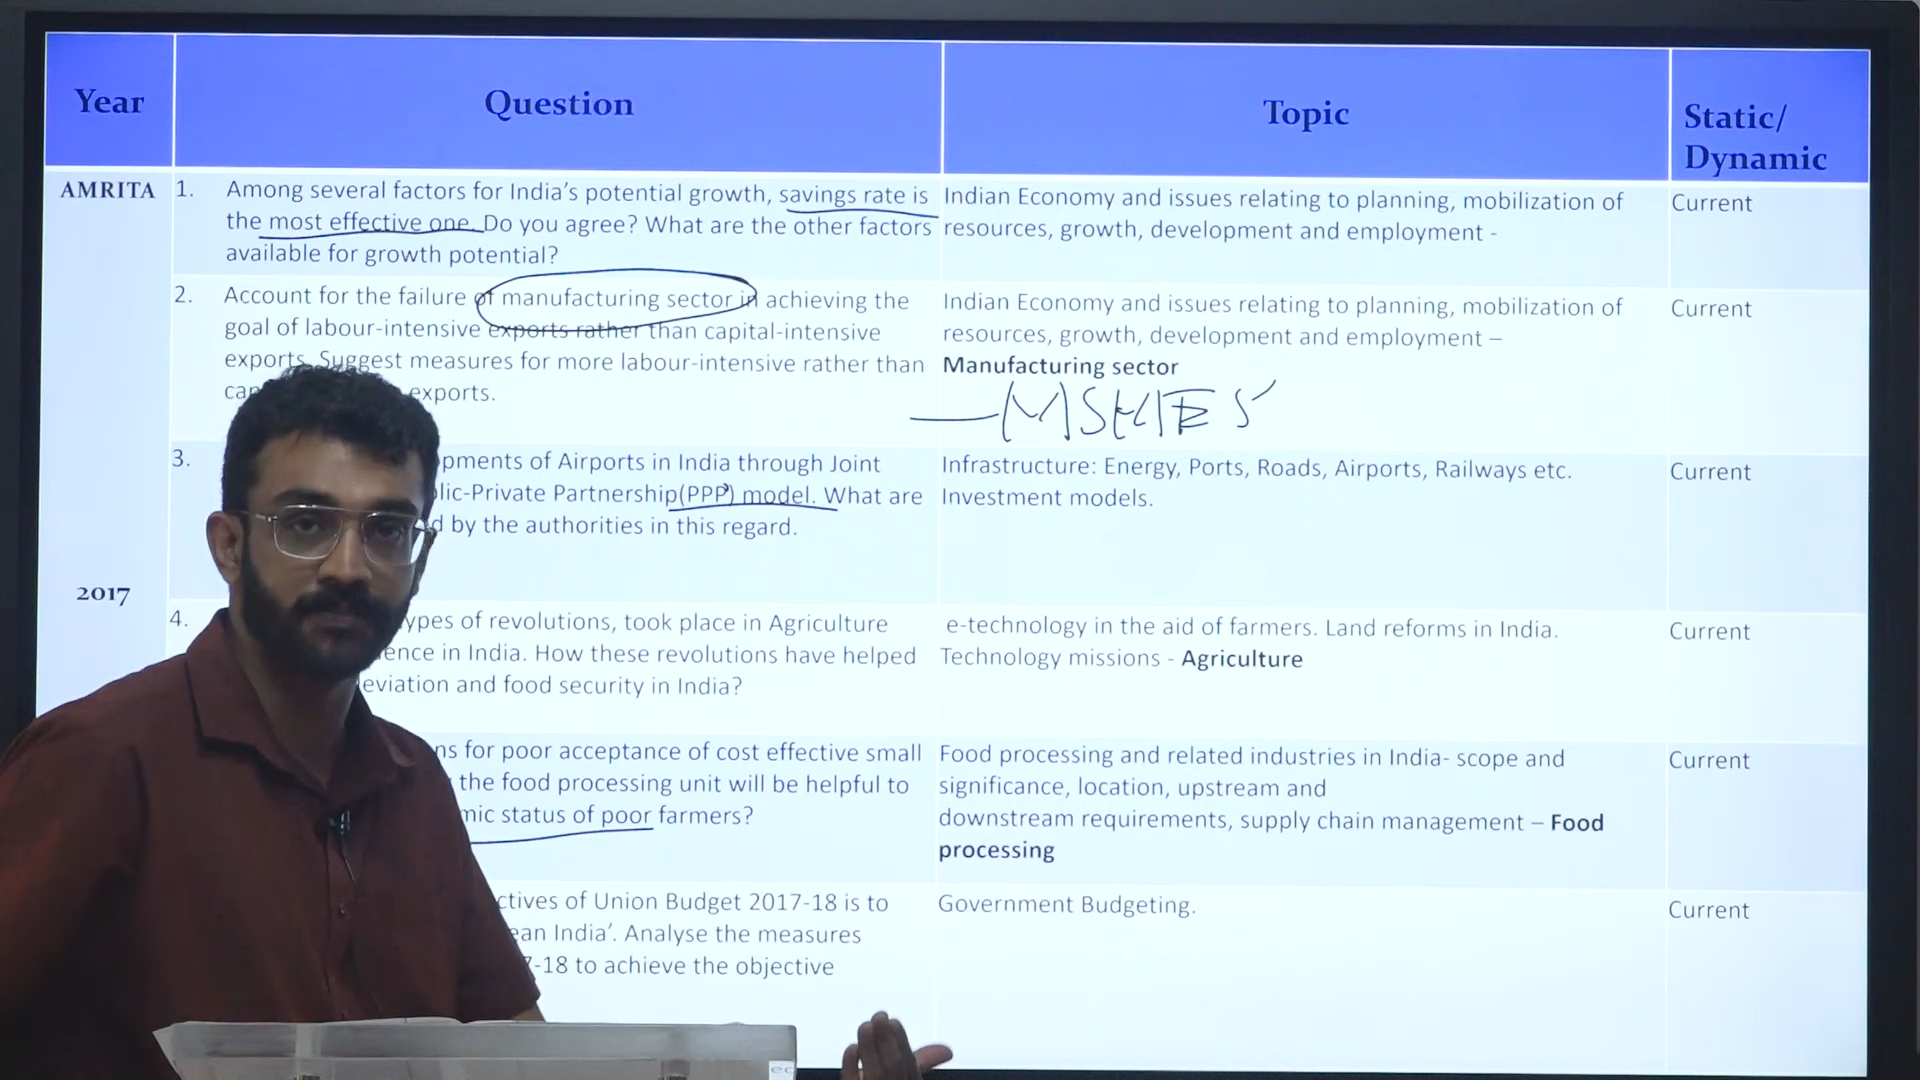 Year Question Topic Static/
Dynamic
AMRITA 1. Among several factors for India's potential growth, savings rate is
the most effective one. Do you agree? What are the other factors
available for growth potential?
Indian Economy and issues relating to planning, mobilization of
resources, growth, development and employment -
Current
2. Account for the failure of manufacturing sector in achieving the
goal of labour-intensive exports rather than capital-intensive
exports. Suggest measures for more labour-intensive rather than
exports.
Indian Economy and issues relating to planning, mobilization of
resources, growth, development and employment –
Manufacturing sector
Current
— MSMES
3. pments of Airports in India through Joint
lic-Private Partnership(PPP) model. What are
d by the authorities in this regard.
Infrastructure: Energy, Ports, Roads, Airports, Railways etc.
Investment models.
Current
2017
4. ypes of revolutions, took place in Agriculture
ence in India. How these revolutions have helped
eviation and food security in India?
e-technology in the aid of farmers. Land reforms in India.
Technology missions - Agriculture
Current
ns for poor acceptance of cost effective small
the food processing unit will be helpful to
mic status of poor farmers?
Food processing and related industries in India- scope and
significance, location, upstream and
downstream requirements, supply chain management – Food
processing
Current
ctives of Union Budget 2017-18 is to
ean India'. Analyse the measures
-18 to achieve the objective
Government Budgeting.
Current